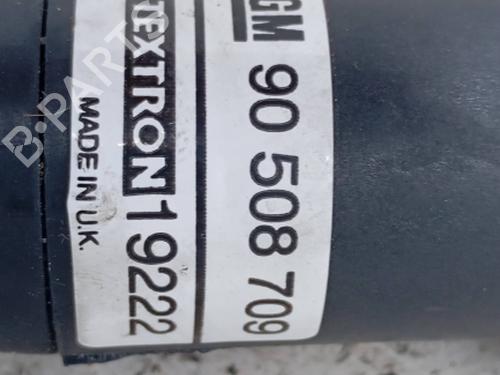 GM
90 508 709
TEXTRON 19222
MADE IN U.K.
B-PARTS